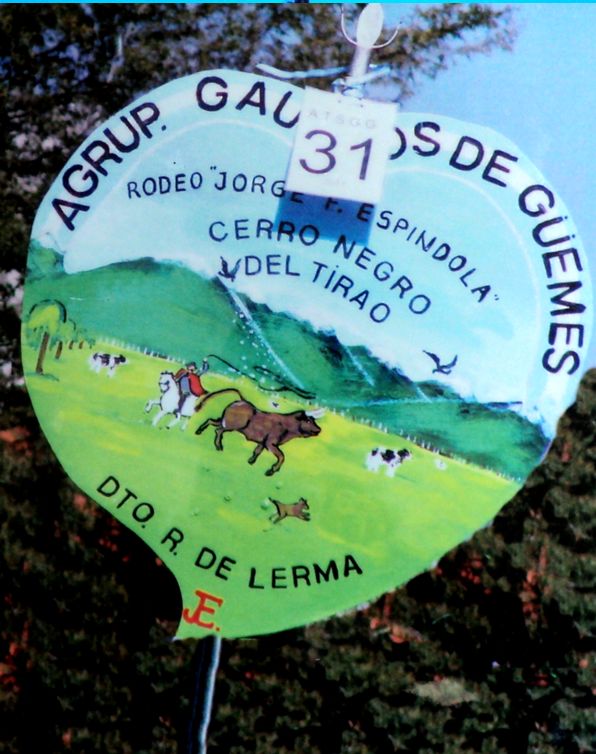 AGRUP. GAU OS DE GÜEMES
ATSGG
31
RODEO "JORGE F. ESPINDOLA"
CERRO NEGRO
DEL TIRAO
DTO. R. DE LERMA
JE.